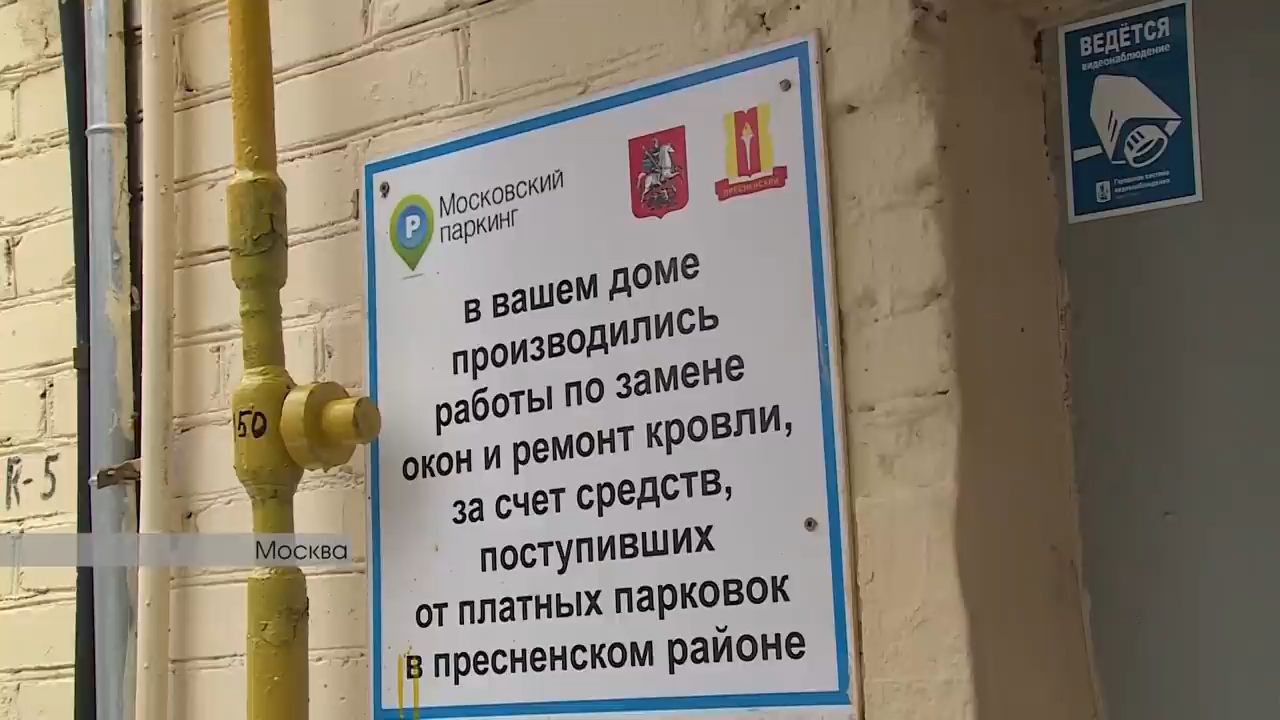 Московский
паркинг
ПРЕСНЕНСКИЙ
в вашем доме
производились
работы по замене
окон и ремонт кровли,
за счет средств,
поступивших
от платных парковок
в пресненском районе
ВЕДЁТСЯ
видеонаблюдение
Городская система
видеонаблюдения
150
R-5
Москва